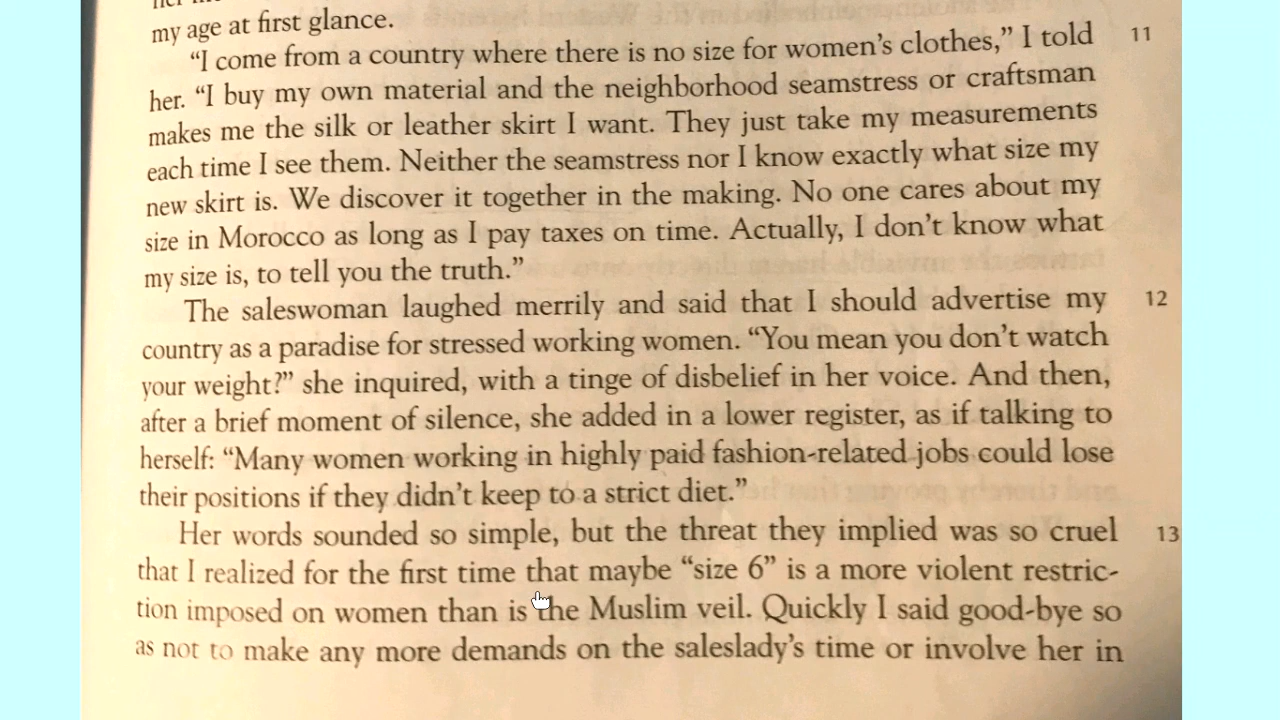 my age at first glance.
“I come from a country where there is no size for women’s clothes,” I told 11
her. “I buy my own material and the neighborhood seamstress or craftsman
makes me the silk or leather skirt I want. They just take my measurements
each time I see them. Neither the seamstress nor I know exactly what size my
new skirt is. We discover it together in the making. No one cares about my
size in Morocco as long as I pay taxes on time. Actually, I don’t know what
my size is, to tell you the truth.”
The saleswoman laughed merrily and said that I should advertise my 12
country as a paradise for stressed working women. “You mean you don’t watch
your weight?” she inquired, with a tinge of disbelief in her voice. And then,
after a brief moment of silence, she added in a lower register, as if talking to
herself: “Many women working in highly paid fashion-related jobs could lose
their positions if they didn’t keep to a strict diet.”
Her words sounded so simple, but the threat they implied was so cruel 13
that I realized for the first time that maybe “size 6” is a more violent restric-
tion imposed on women than is the Muslim veil. Quickly I said good-bye so
as not to make any more demands on the saleslady’s time or involve her in